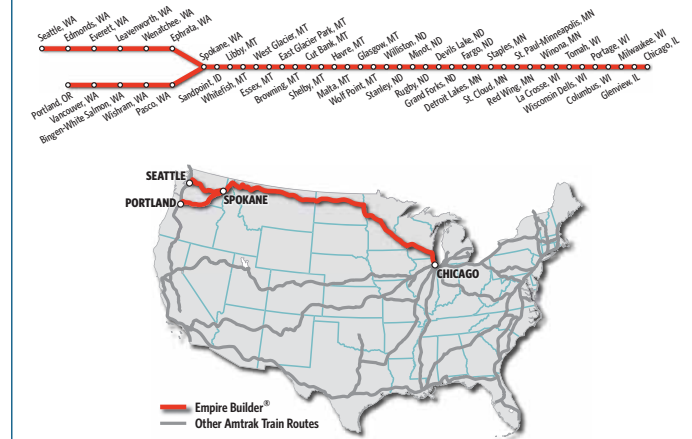 Seattle, WA
Edmonds, WA
Everett, WA
Leavenworth, WA
Wenatchee, WA
Ephrata, WA
Spokane, WA
Libby, MT
West Glacier, MT
East Glacier Park, MT
Cut Bank, MT
Havre, MT
Glasgow, MT
Williston, ND
Minot, ND
Devils Lake, ND
Fargo, ND
Staples, MN
St. Paul-Minneapolis, MN
Winona, MN
Tomah, WI
Portage, WI
Milwaukee, WI
Chicago, IL
Portland, OR
Vancouver, WA
Bingen-White Salmon, WA
Wishram, WA
Pasco, WA
Sandpoint, ID
Whitefish, MT
Essex, MT
Browning, MT
Shelby, MT
Malta, MT
Wolf Point, MT
Stanley, ND
Rugby, ND
Grand Forks, ND
Detroit Lakes, MN
St. Cloud, MN
Red Wing, MN
La Crosse, WI
Wisconsin Dells, WI
Columbus, WI
Glenview, IL
SEATTLE
PORTLAND
SPOKANE
CHICAGO
Empire Builder®
Other Amtrak Train Routes